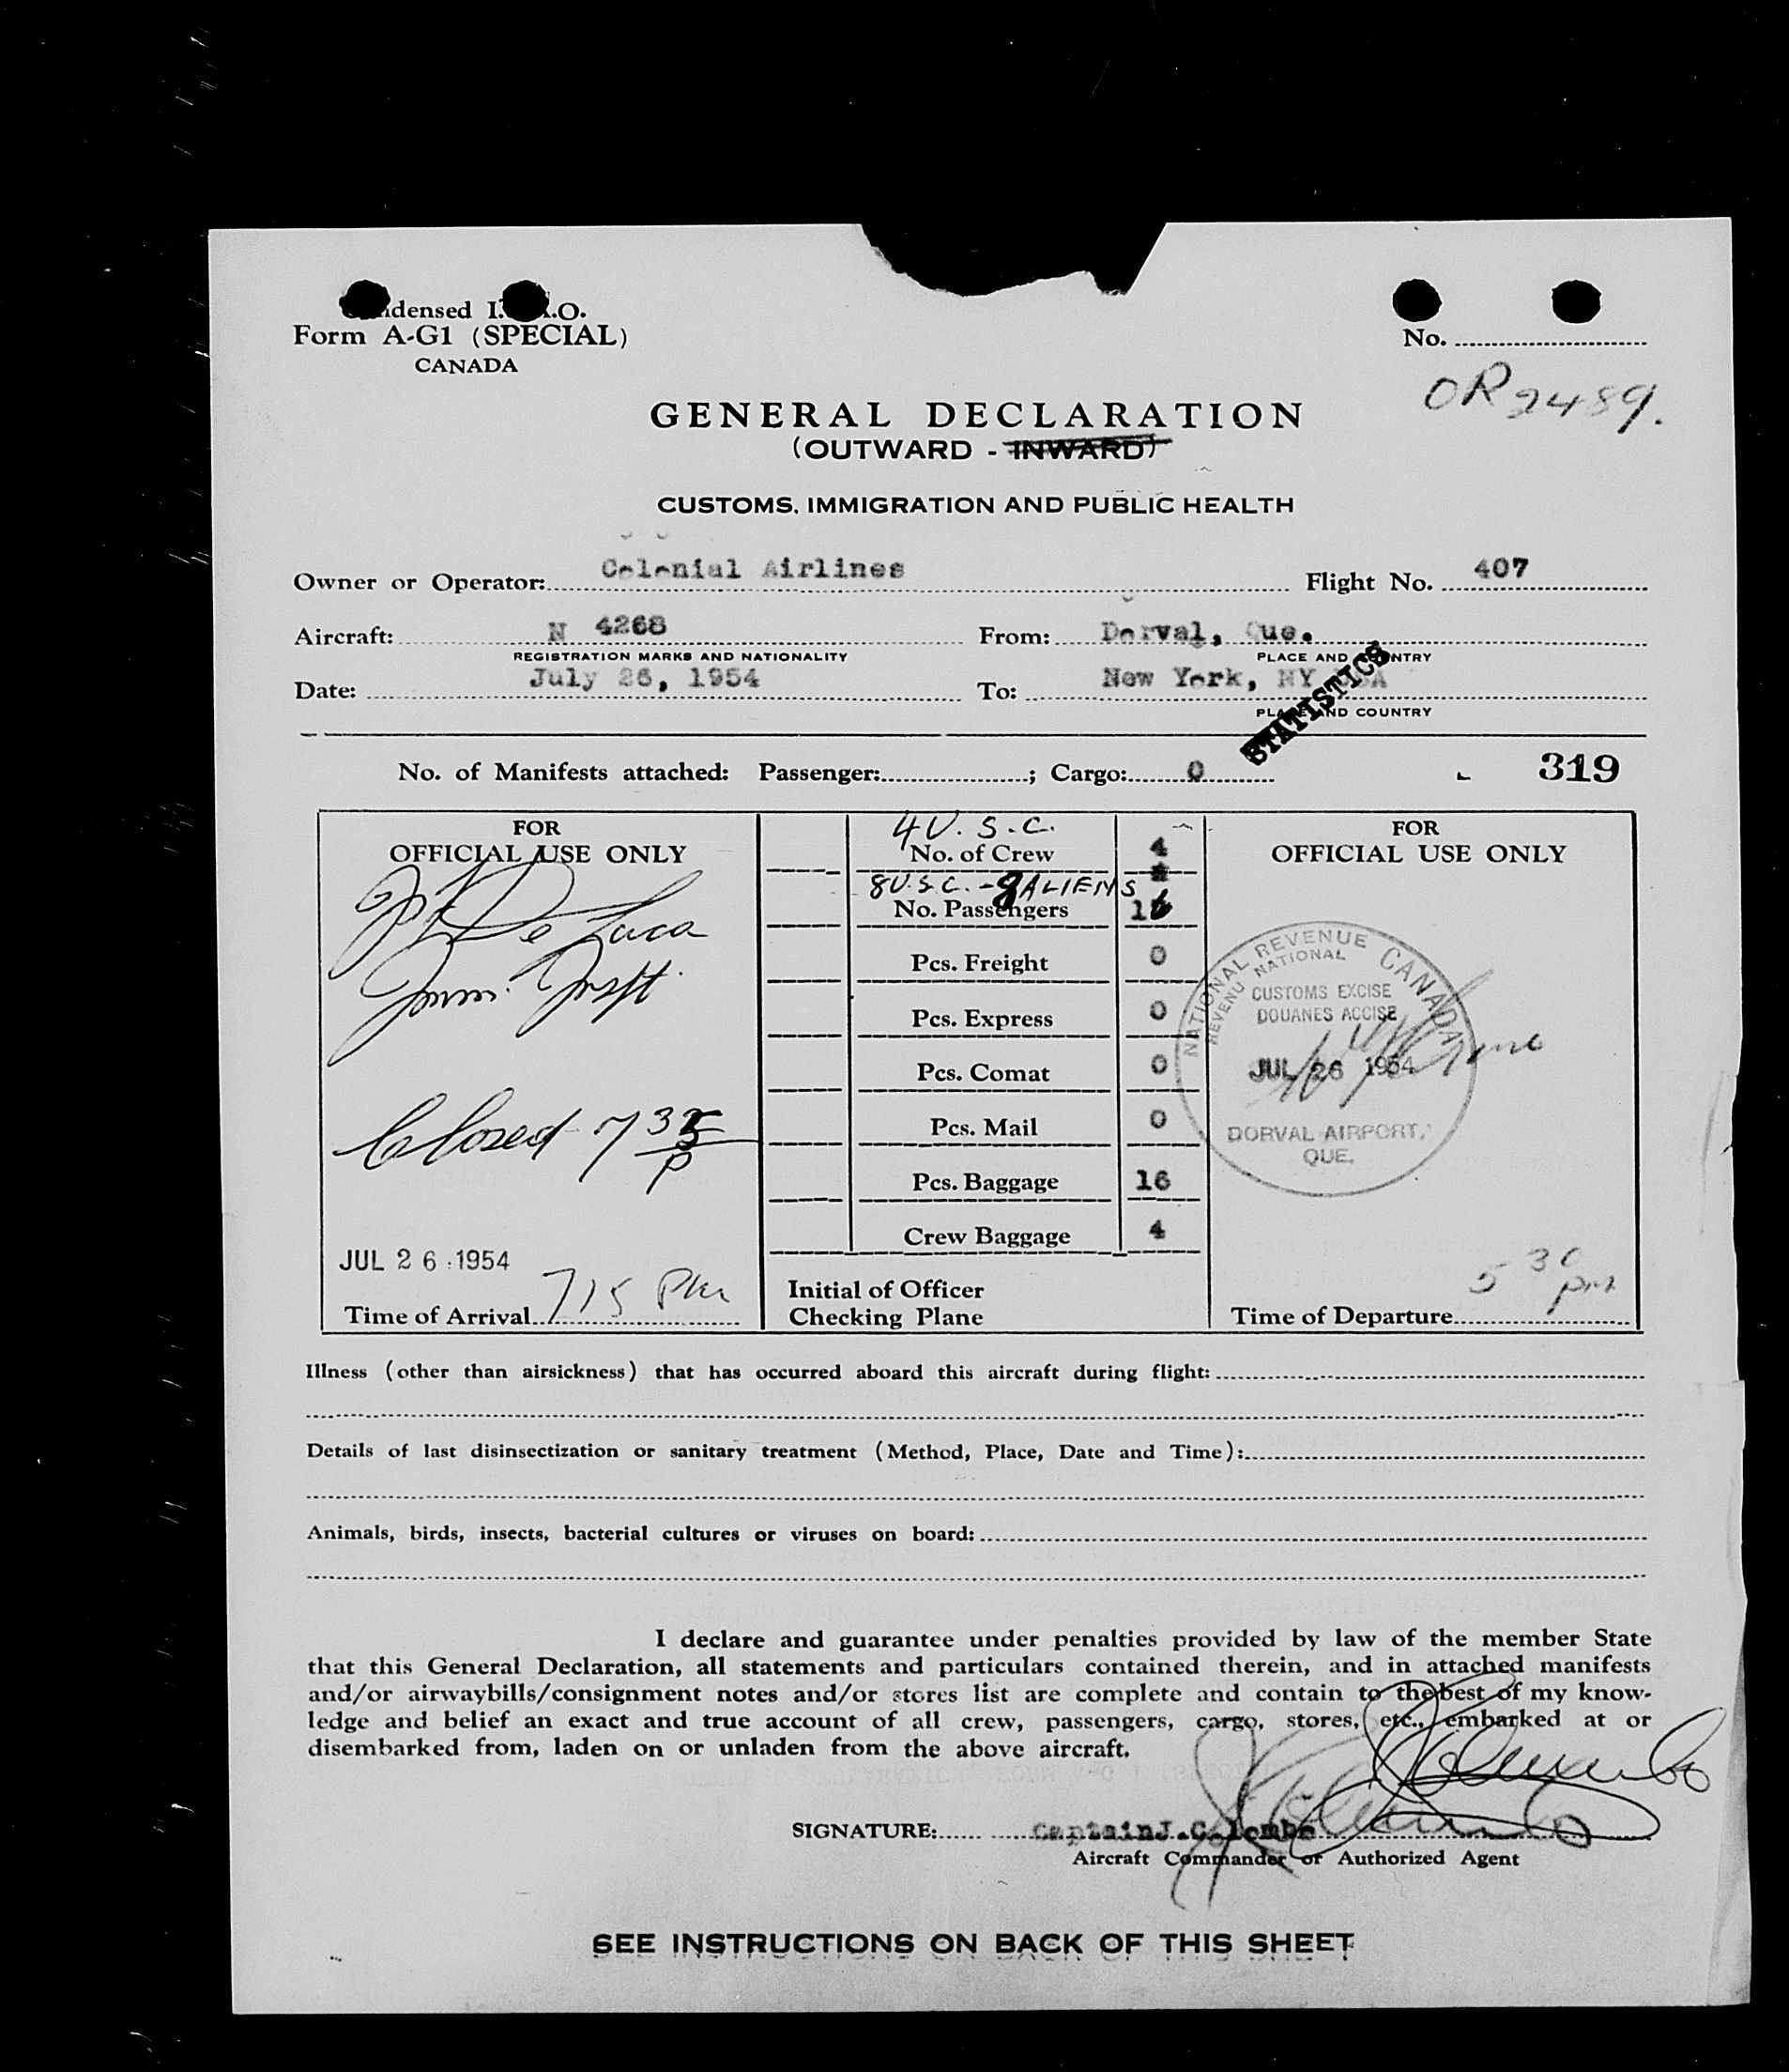 Condensed I.C.A.O.
Form A-G1 (SPECIAL)
CANADA
No.
OR 2489.
GENERAL DECLARATION
(OUTWARD - INWARD)
CUSTOMS, IMMIGRATION AND PUBLIC HEALTH
Owner or Operator: Colonial Airlines Flight No. 407
Aircraft: N 4268 From: Dorval, Que.
REGISTRATION MARKS AND NATIONALITY PLACE AND COUNTRY
Date: July 26, 1954 To: New York, NY USA
PLACE AND COUNTRY
STATISTICS
No. of Manifests attached: Passenger: ; Cargo: 0 319
FOR
OFFICIAL USE ONLY
De Luca
Imm. Inspt.
Closed 7 35 P
JUL 26 1954
Time of Arrival 715 PM
4 U.S.C.
No. of Crew 4
8 U.S.C. - 8 ALIENS
No. Passengers 16
Pcs. Freight 0
Pcs. Express 0
Pcs. Comat 0
Pcs. Mail 0
Pcs. Baggage 16
Crew Baggage 4
Initial of Officer
Checking Plane
FOR
OFFICIAL USE ONLY
NATIONAL REVENUE CANADA
REVENU NATIONAL
CUSTOMS EXCISE
DOUANES ACCISE
JUL 26 1954
DORVAL AIRPORT,
QUE.
5 30 pm
Time of Departure
Illness (other than airsickness) that has occurred aboard this aircraft during flight:
Details of last disinsectization or sanitary treatment (Method, Place, Date and Time):
Animals, birds, insects, bacterial cultures or viruses on board:
I declare and guarantee under penalties provided by law of the member State
that this General Declaration, all statements and particulars contained therein, and in attached manifests
and/or airwaybills/consignment notes and/or stores list are complete and contain to the best of my know-
ledge and belief an exact and true account of all crew, passengers, cargo, stores, etc., embarked at or
disembarked from, laden on or unladen from the above aircraft.
SIGNATURE: Captain J. Colombo
Aircraft Commander or Authorized Agent
SEE INSTRUCTIONS ON BACK OF THIS SHEET